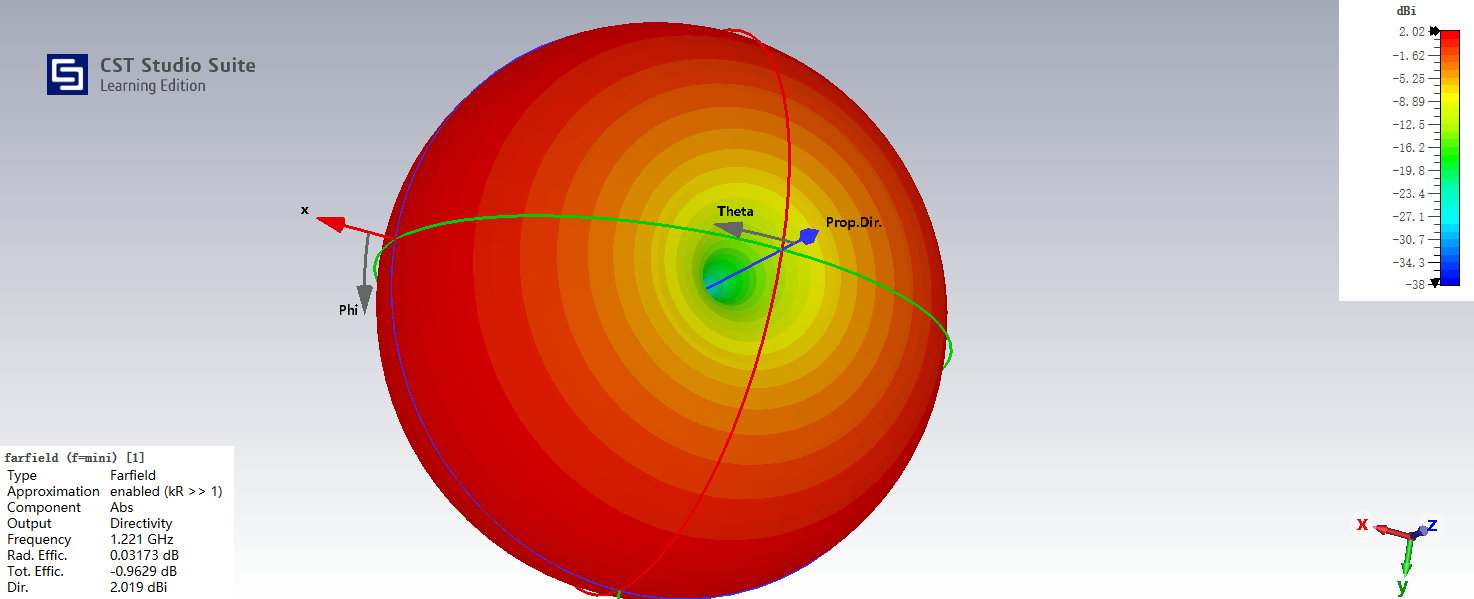 CST Studio Suite
Learning Edition
dBi
2.02
-1.62
-5.25
-8.89
-12.5
-16.2
-19.8
-23.4
-27.1
-30.7
-34.3
-38
x
Theta
Prop.Dir.
Phi
farfield (f=mini) [1]
Type Farfield
Approximation enabled (kR >> 1)
Component Abs
Output Directivity
Frequency 1.221 GHz
Rad. Effic. 0.03173 dB
Tot. Effic. -0.9629 dB
Dir. 2.019 dBi
x
z
y